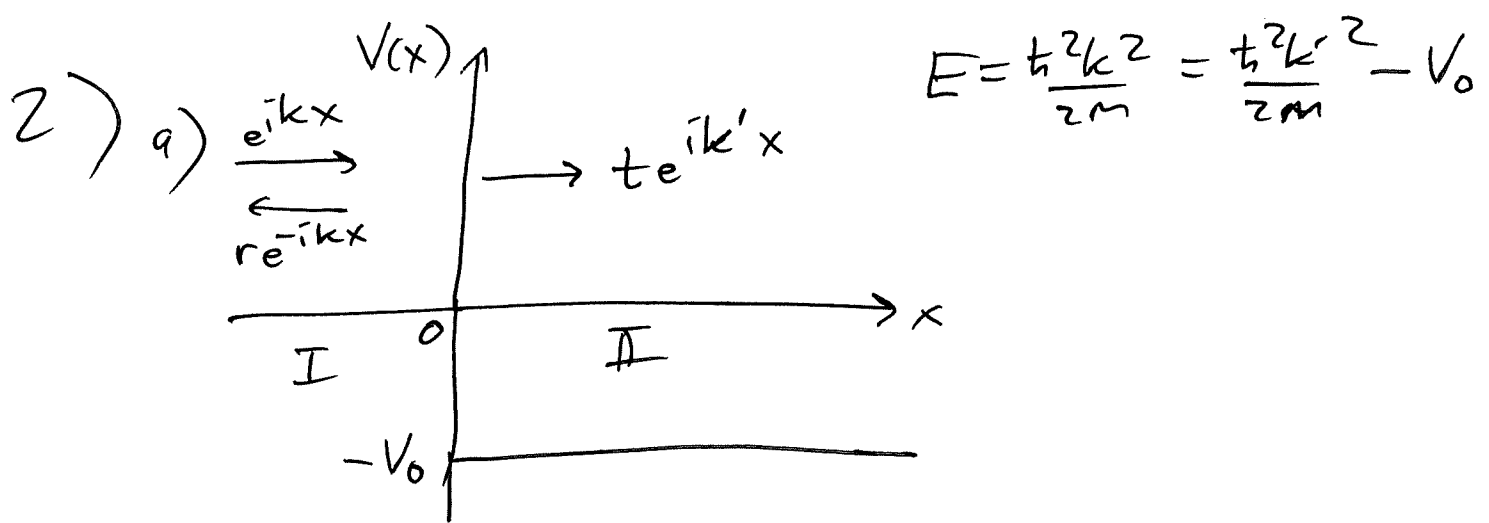 2) a)
V(x)
E = ħ²k²/2m = ħ²k'²/2m - V₀
e^{ikx}
te^{ik'x}
re^{-ikx}
0
x
I
II
-V₀